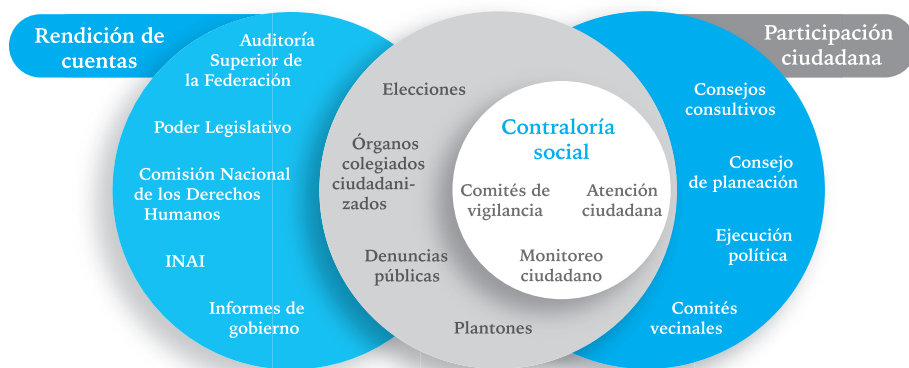 Rendición de
cuentas
Auditoría
Superior de
la Federación
Poder Legislativo
Comisión Nacional
de los Derechos
Humanos
INAI
Informes de
gobierno
Elecciones
Órganos
colegiados
ciudadani-
zados
Denuncias
públicas
Plantones
Contraloría
social
Comités de
vigilancia
Atención
ciudadana
Monitoreo
ciudadano
Participación
ciudadana
Consejos
consultivos
Consejo
de planeación
Ejecución
política
Comités
vecinales